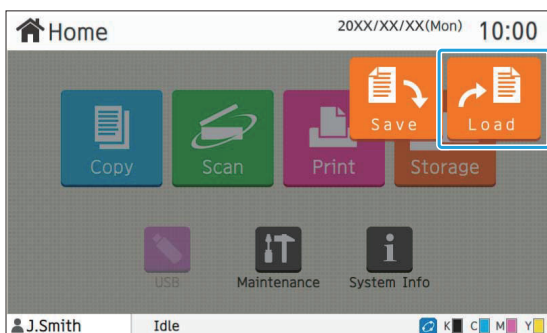 Home 20XX/XX/XX(Mon) 10:00
Save Load
Copy Scan Print Storage
USB Maintenance System Info
J.Smith Idle K C M Y